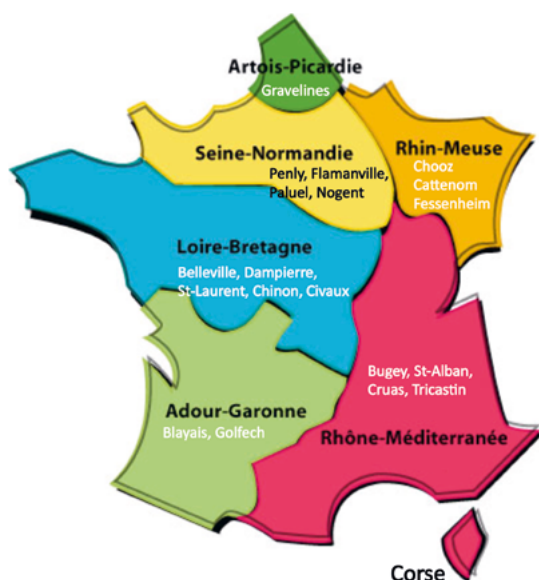 Artois-Picardie
Gravelines
Seine-Normandie
Penly, Flamanville,
Paluel, Nogent
Rhin-Meuse
Chooz
Cattenom
Fessenheim
Loire-Bretagne
Belleville, Dampierre,
St-Laurent, Chinon, Civaux
Bugey, St-Alban,
Cruas, Tricastin
Rhône-Méditerranée
Adour-Garonne
Blayais, Golfech
Corse